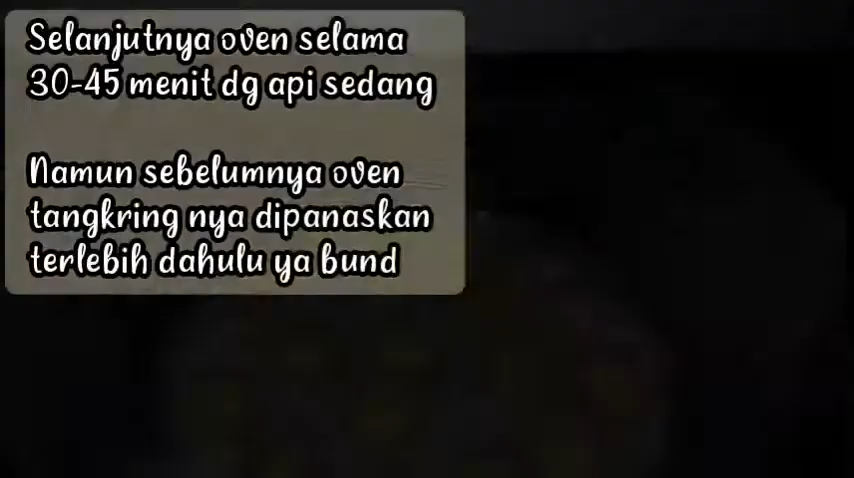 Selanjutnya oven selama
30-45 menit dg api sedang
Namun sebelumnya oven
tangkring nya dipanaskan
terlebih dahulu ya bund